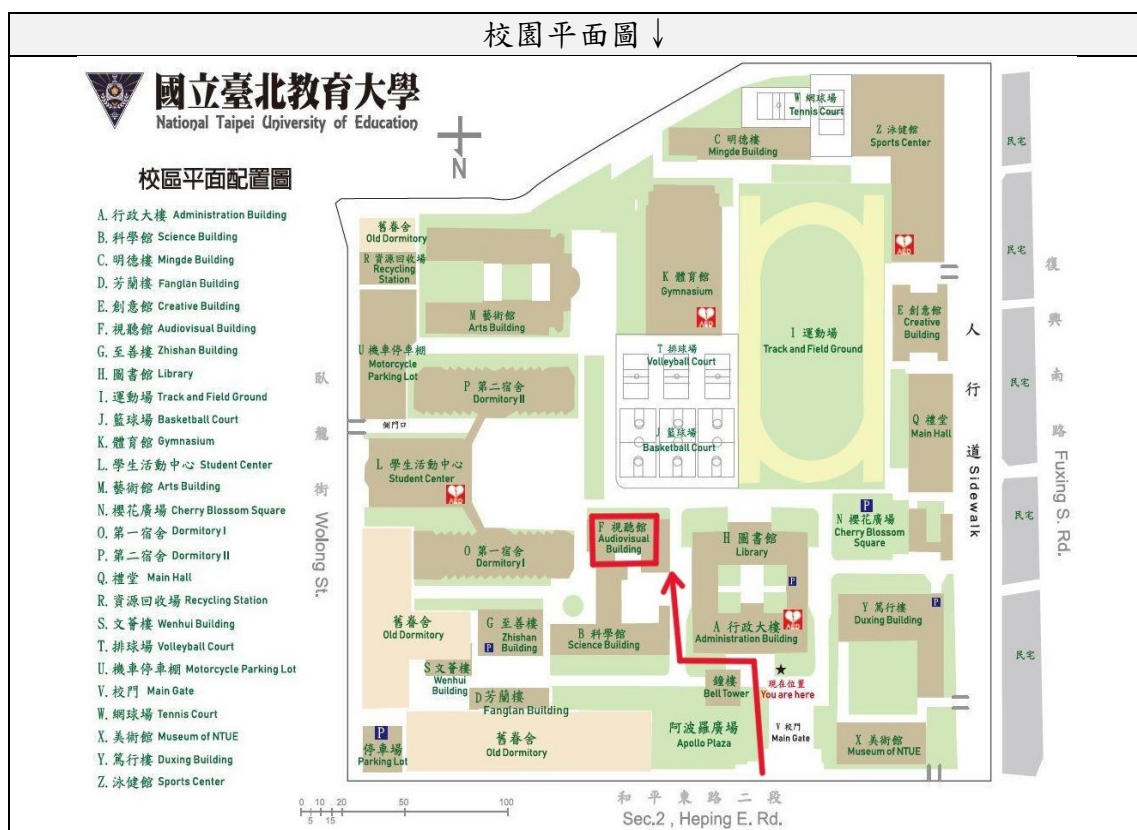 校園平面圖↓
國立臺北教育大學
National Taipei University of Education
N
校區平面配置圖
A. 行政大樓 Administration Building
B. 科學館 Science Building
C. 明德樓 Mingde Building
D. 芳蘭樓 Fanglan Building
E. 創意館 Creative Building
F. 視聽館 Audiovisual Building
G. 至善樓 Zhishan Building
H. 圖書館 Library
I. 運動場 Track and Field Ground
J. 籃球場 Basketball Court
K. 體育館 Gymnasium
L. 學生活動中心 Student Center
M. 藝術館 Arts Building
N. 櫻花廣場 Cherry Blossom Square
O. 第一宿舍 Dormitory I
P. 第二宿舍 Dormitory II
Q. 禮堂 Main Hall
R. 資源回收場 Recycling Station
S. 文薈樓 Wenhui Building
T. 排球場 Volleyball Court
U. 機車停車棚 Motorcycle Parking Lot
V. 校門 Main Gate
W. 網球場 Tennis Court
X. 美術館 Museum of NTUE
Y. 篤行樓 Duxing Building
Z. 泳健館 Sports Center
W 網球場
Tennis Court
C 明德樓
Mingde Building
Z 泳健館
Sports Center
民宅
舊眷舍
Old Dormitory
R 資源回收場
Recycling
Station
民宅
K 體育館
Gymnasium
AED
M 藝術館
Arts Building
AED
I 運動場
Track and Field Ground
E 創意館
Creative
Building
U 機車停車棚
Motorcycle
Parking Lot
T 排球場
Volleyball Court
P 第二宿舍
Dormitory II
民宅
側門口
Q 禮堂
Main Hall
J 籃球場
Basketball Court
L 學生活動中心
Student Center
AED
人行道 Sidewalk
復興南路 Fuxing S. Rd.
臥龍街 Wolong St.
P
N 櫻花廣場
Cherry Blossom
Square
民宅
F 視聽館
Audiovisual
Building
H 圖書館
Library
P
O 第一宿舍
Dormitory I
舊眷舍
Old Dormitory
G 至善樓
Zhishan
Building
P
B 科學館
Science Building
A 行政大樓
Administration Building
AED
Y 篤行樓
Duxing Building
P
民宅
S 文薈樓
Wenhui
Building
D 芳蘭樓
Fanglan Building
鐘樓
Bell Tower
★
現在位置
You are here
P
停車場
Parking Lot
舊眷舍
Old Dormitory
阿波羅廣場
Apollo Plaza
V 校門
Main Gate
X 美術館
Museum of NTUE
0 10 20 50 100
5 15
和平東路二段
Sec.2 , Heping E. Rd.